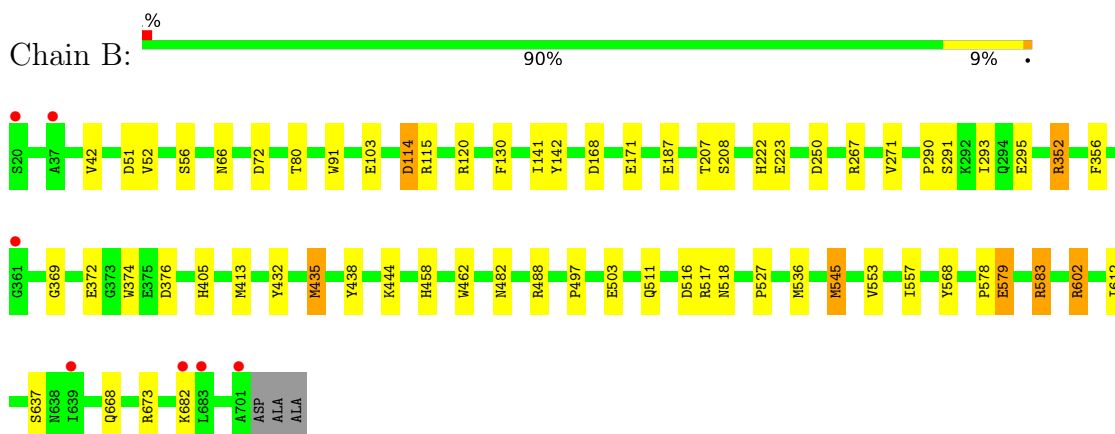 .%
Chain B:
90%
9%
.
S20
A37
V42
D51
V52
S56
N66
D72
T80
W91
E103
D114
R115
R120
F130
I141
Y142
D168
E171
E187
T207
S208
H222
E223
D250
R267
V271
P290
S291
K292
I293
Q294
E295
R352
F356
G361
G369
E372
G373
W374
E375
D376
H405
M413
Y432
M435
Y438
K444
H458
W462
N482
R488
P497
E503
Q511
D516
R517
N518
P527
M536
M545
V553
I557
Y568
P578
E579
R583
R602
S637
N638
I639
Q668
R673
K682
L683
A701
ASP
ALA
ALA